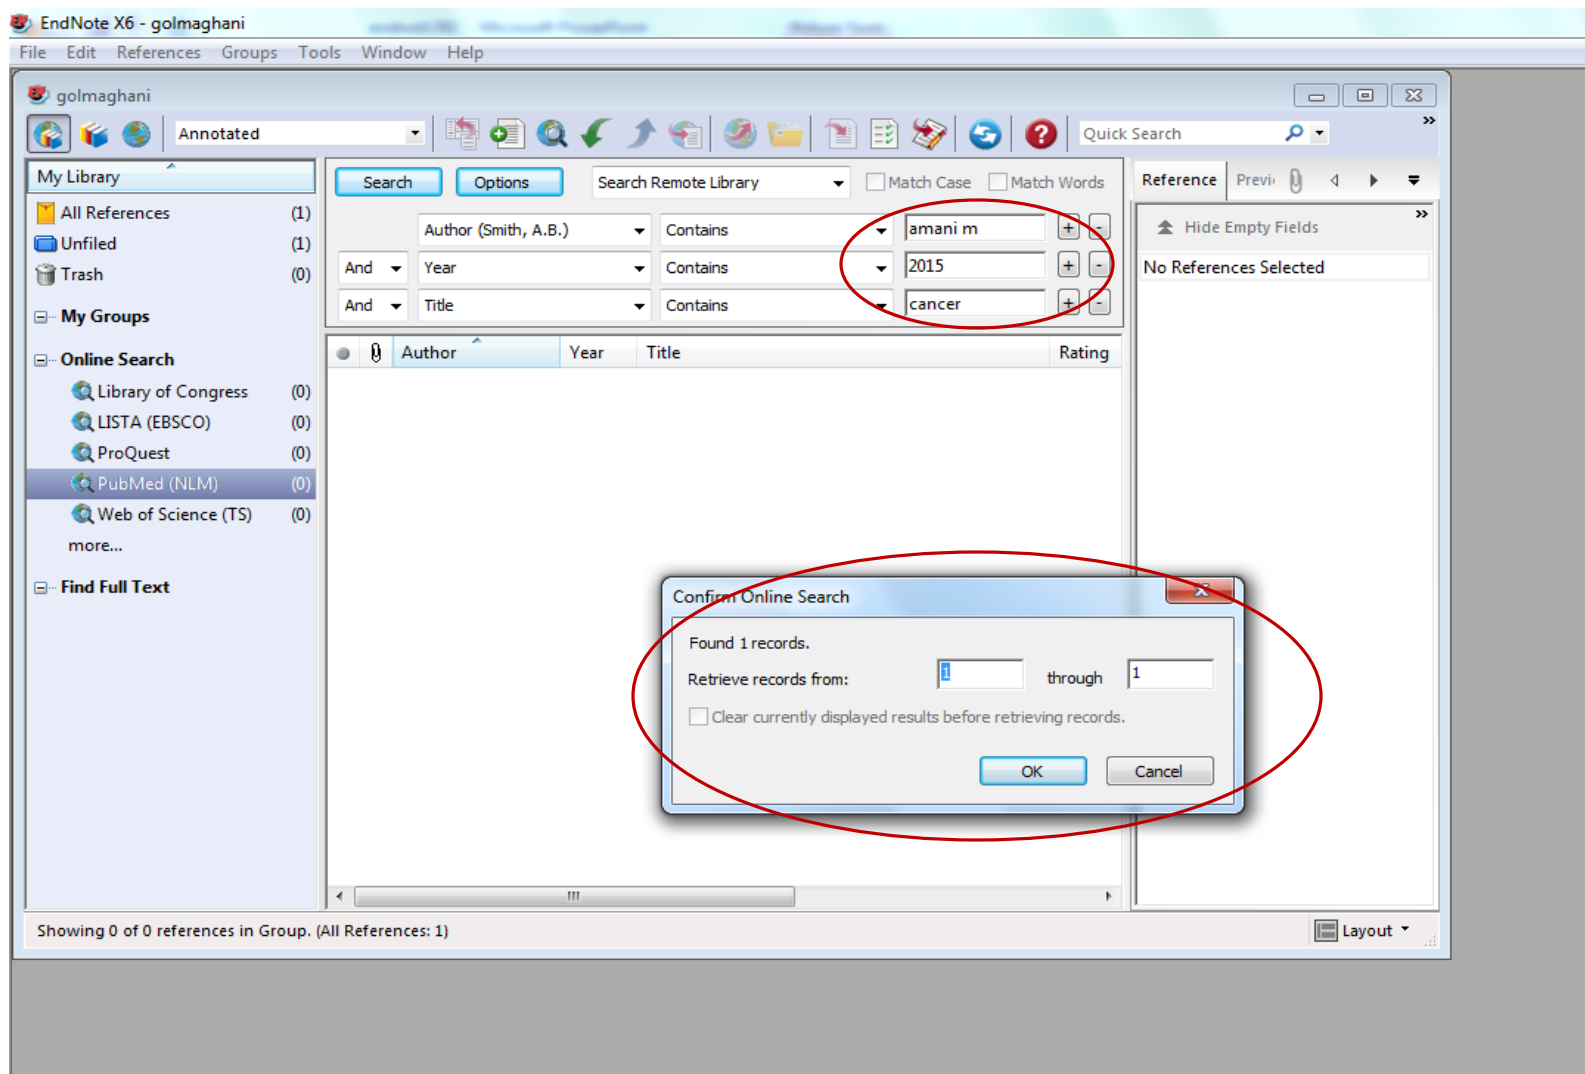 EndNote X6 - golmaghani
File Edit References Groups Tools Window Help
golmaghani
Annotated
Quick Search
My Library
All References (1)
Unfiled (1)
Trash (0)
My Groups
Online Search
Library of Congress (0)
LISTA (EBSCO) (0)
ProQuest (0)
PubMed (NLM) (0)
Web of Science (TS) (0)
more...
Find Full Text
Search Options Search Remote Library Match Case Match Words
Author (Smith, A.B.) Contains amani m + -
And Year Contains 2015 + -
And Title Contains cancer + -
Author Year Title Rating
Reference Previ
Hide Empty Fields
No References Selected
Confirm Online Search
Found 1 records.
Retrieve records from: 1 through 1
Clear currently displayed results before retrieving records.
OK Cancel
Showing 0 of 0 references in Group. (All References: 1)
Layout